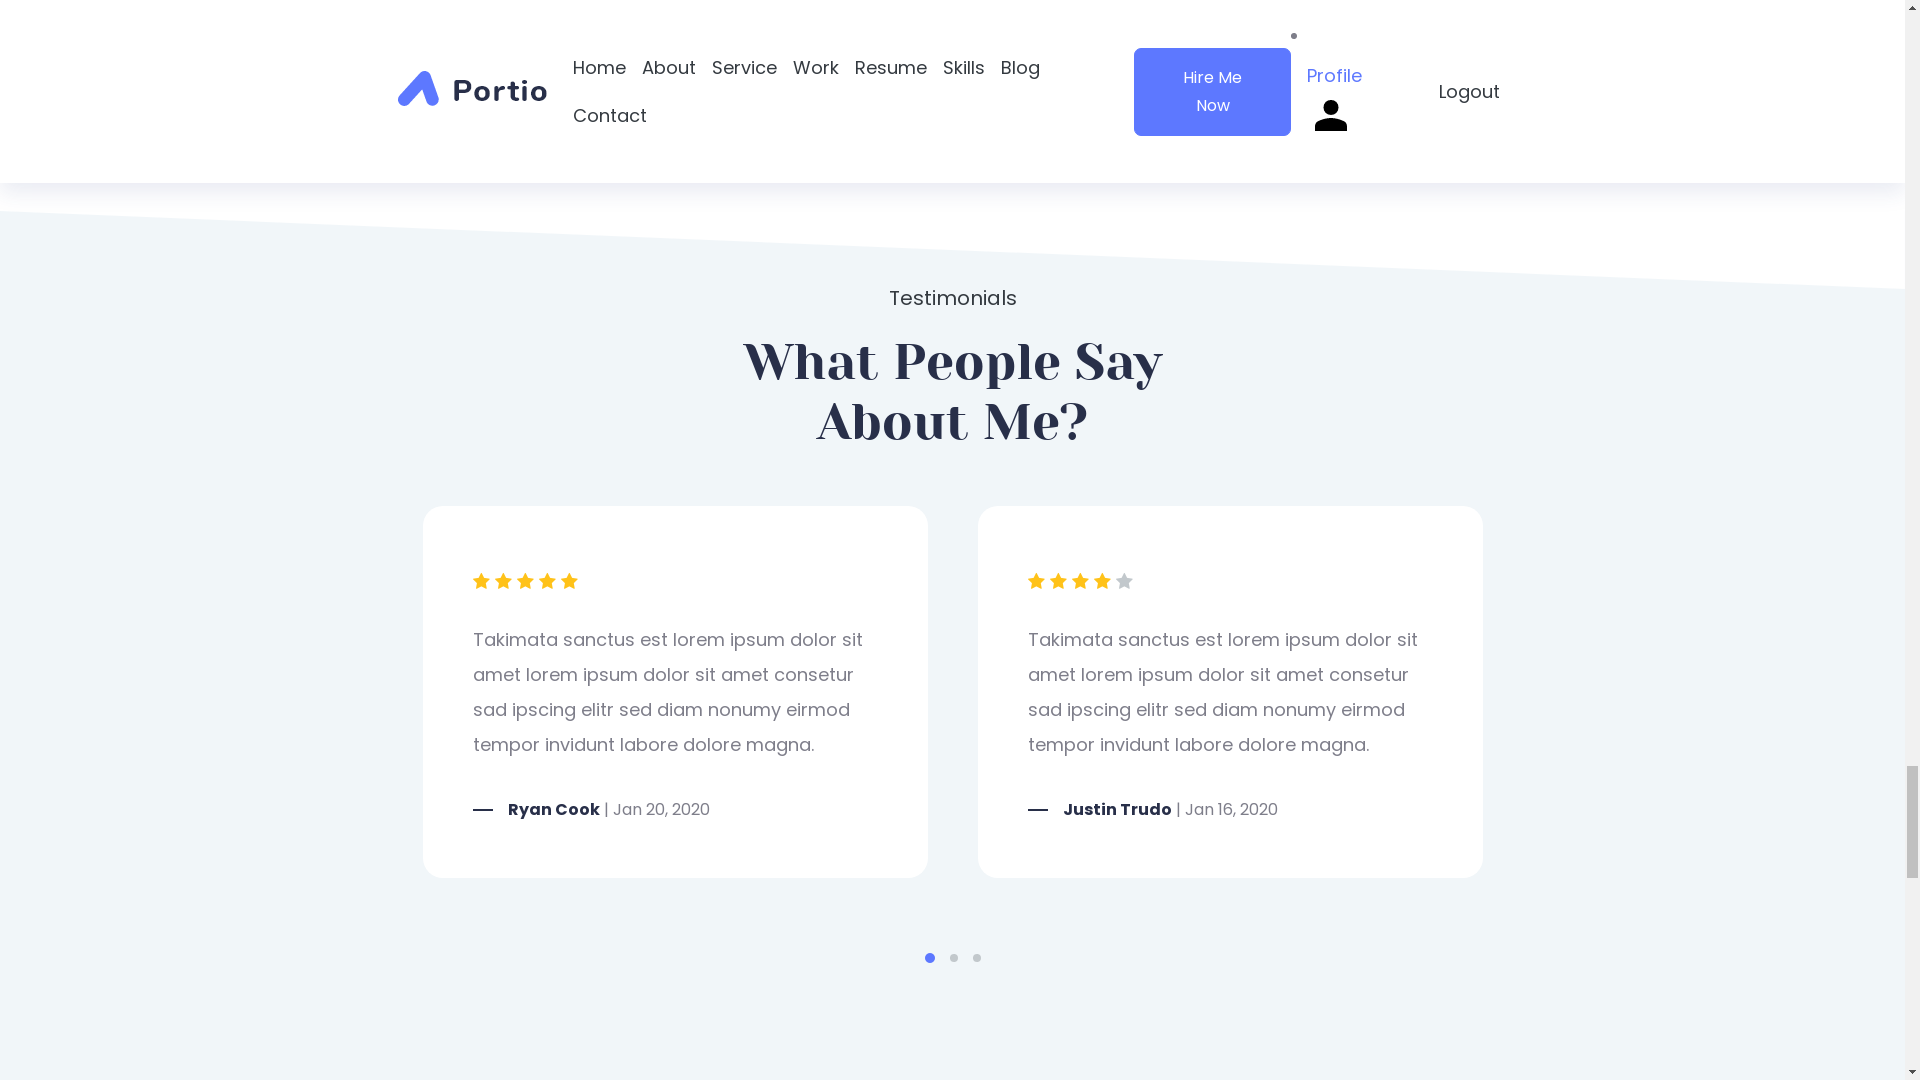 Portio
Home About Service Work Resume Skills Blog
Contact
Hire Me
Now
Profile
Logout
Testimonials
What People Say
About Me?
Takimata sanctus est lorem ipsum dolor sit
amet lorem ipsum dolor sit amet consetur
sad ipscing elitr sed diam nonumy eirmod
tempor invidunt labore dolore magna.
Ryan Cook | Jan 20, 2020
Takimata sanctus est lorem ipsum dolor sit
amet lorem ipsum dolor sit amet consetur
sad ipscing elitr sed diam nonumy eirmod
tempor invidunt labore dolore magna.
Justin Trudo | Jan 16, 2020